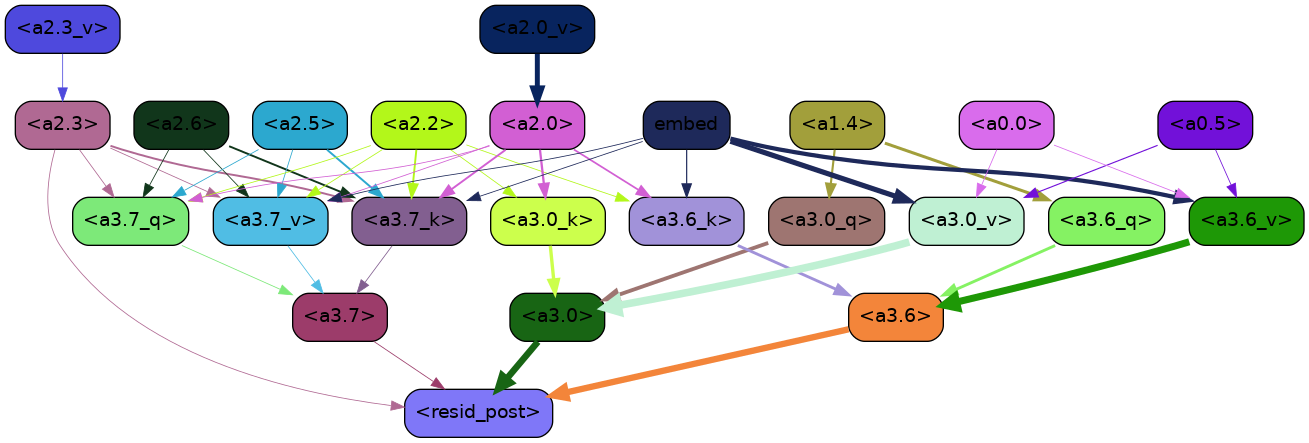 <a2.3_v> <a2.0_v>
<a2.3> <a2.6> <a2.5> <a2.2> <a2.0> embed <a1.4> <a0.0> <a0.5>
<a3.7_q> <a3.7_v> <a3.7_k> <a3.0_k> <a3.6_k> <a3.0_q> <a3.0_v> <a3.6_q> <a3.6_v>
<a3.7> <a3.0> <a3.6>
<resid_post>